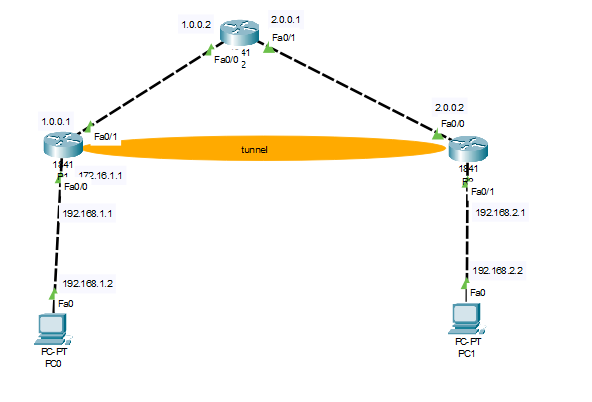 1.0.0.2
2.0.0.1
Fa0/1
Fa0/0
2
1.0.0.1
2.0.0.2
Fa0/0
Fa0/1
tunnel
1841
172.16.1.1
Fa0/0
1841
Fa0/1
192.168.1.1
192.168.2.1
192.168.1.2
192.168.2.2
Fa0
Fa0
PC-PT
PC0
PC-PT
PC1